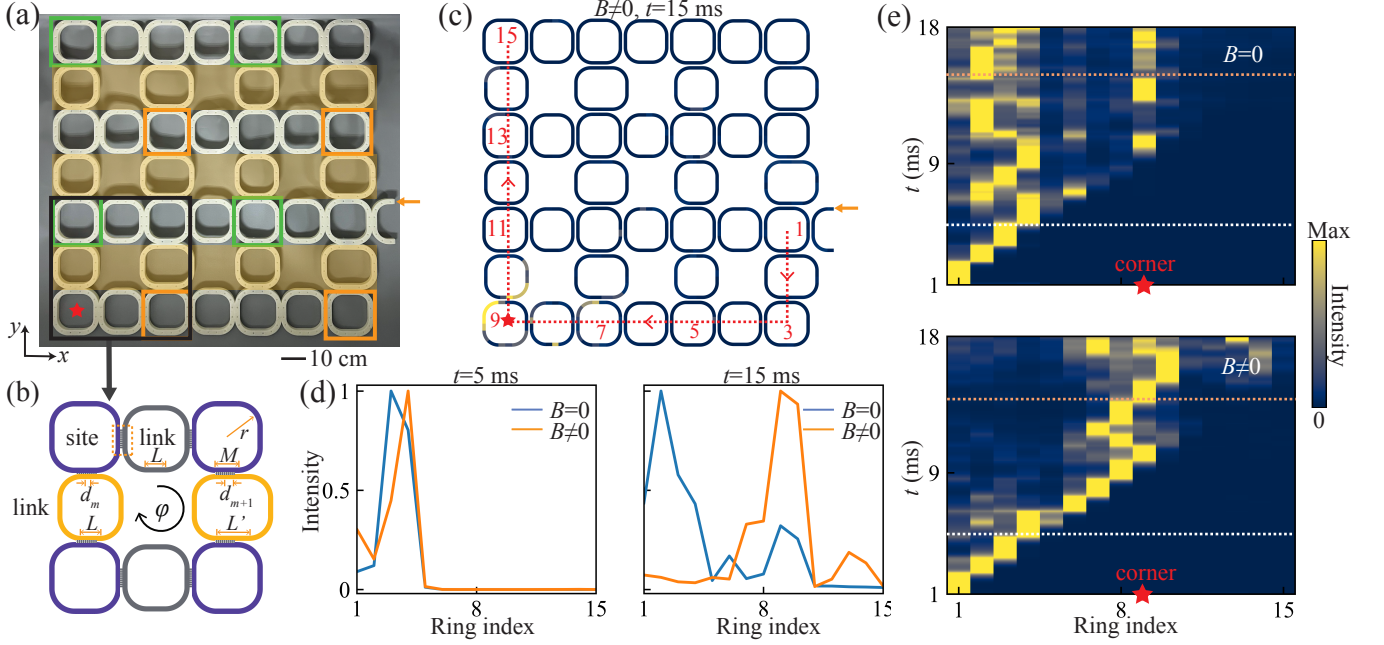 (a)
y
x
10 cm
(b)
site
link
r
L
M
link
d_m
φ
d_{m+1}
L
L’
(c)
B≠0, t=15 ms
15
13
11
1
9
7
5
3
(d)
t=5 ms
1
B=0
B≠0
0.5
0
Intensity
1
8
15
Ring index
t=15 ms
B=0
B≠0
1
8
15
Ring index
(e)
18
B=0
9
t (ms)
corner
1
18
B≠0
9
t (ms)
corner
1
1
8
15
Ring index
Max
Intensity
0